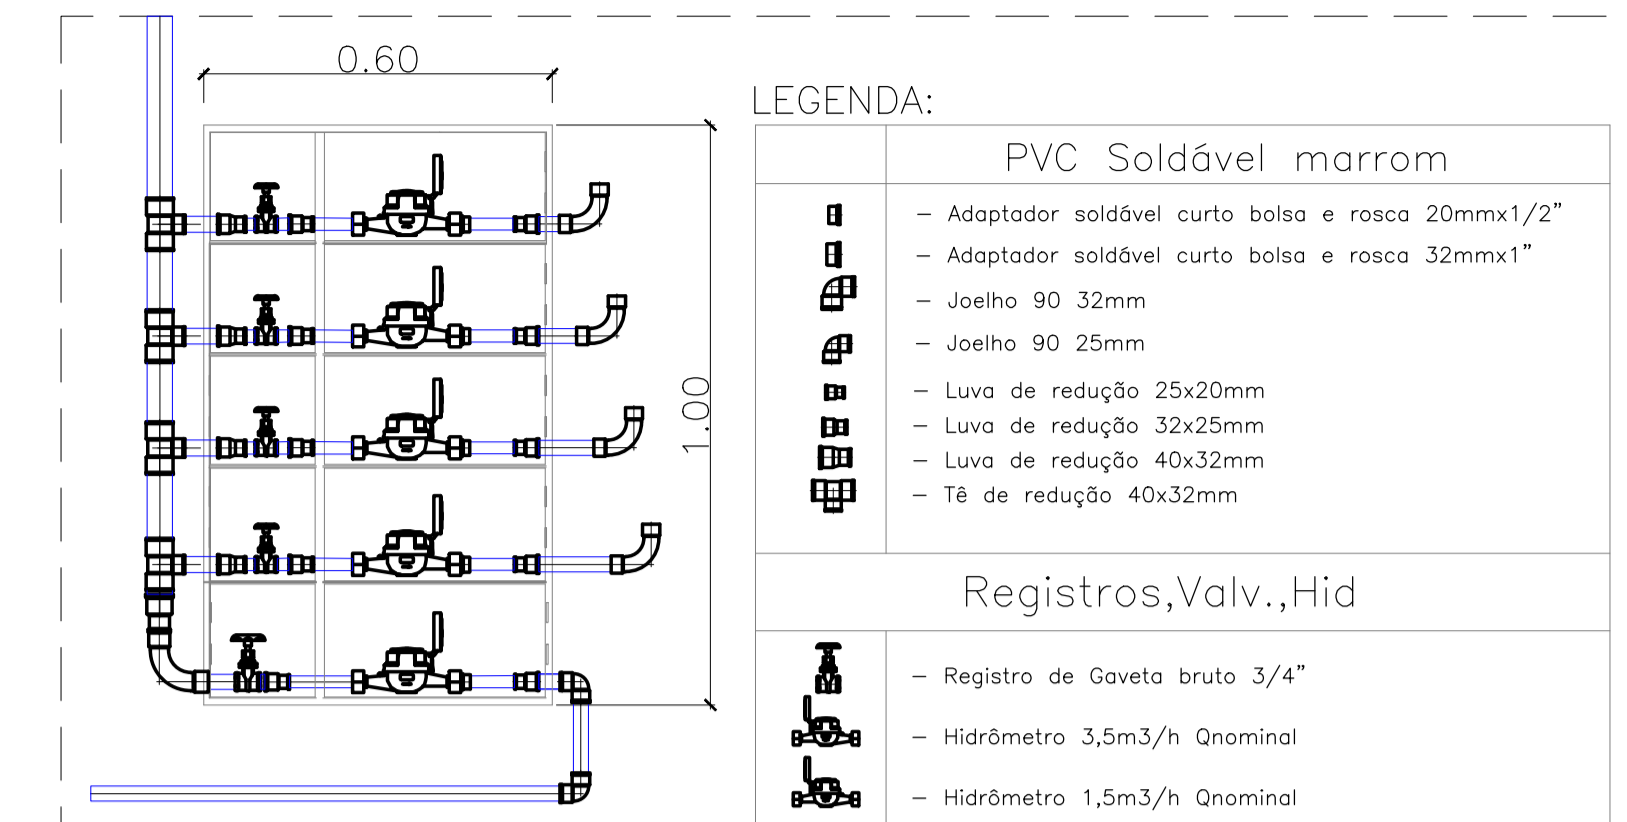 0.60
1.00
LEGENDA:
PVC Soldável marrom
- Adaptador soldável curto bolsa e rosca 20mmx1/2”
- Adaptador soldável curto bolsa e rosca 32mmx1”
- Joelho 90 32mm
- Joelho 90 25mm
- Luva de redução 25x20mm
- Luva de redução 32x25mm
- Luva de redução 40x32mm
- Tê de redução 40x32mm
Registros,Valv.,Hid
- Registro de Gaveta bruto 3/4”
- Hidrômetro 3,5m3/h Qnominal
- Hidrômetro 1,5m3/h Qnominal